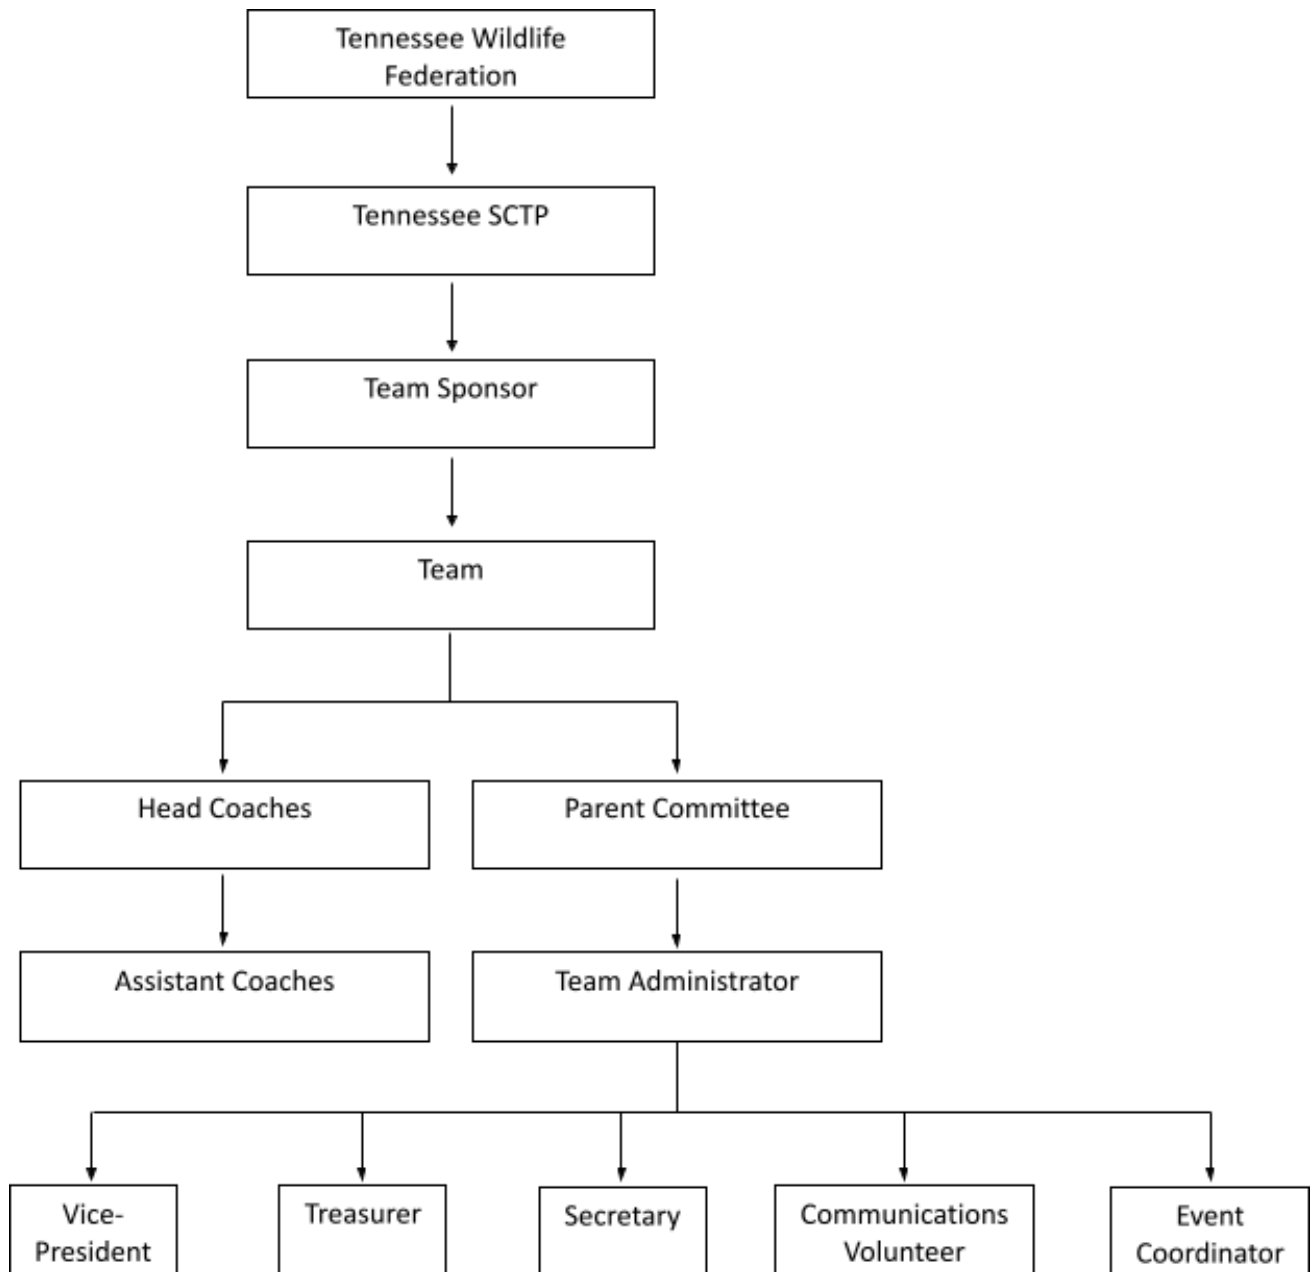 Tennessee Wildlife
Federation
Tennessee SCTP
Team Sponsor
Team
Head Coaches
Parent Committee
Assistant Coaches
Team Administrator
Vice-
President
Treasurer
Secretary
Communications
Volunteer
Event
Coordinator